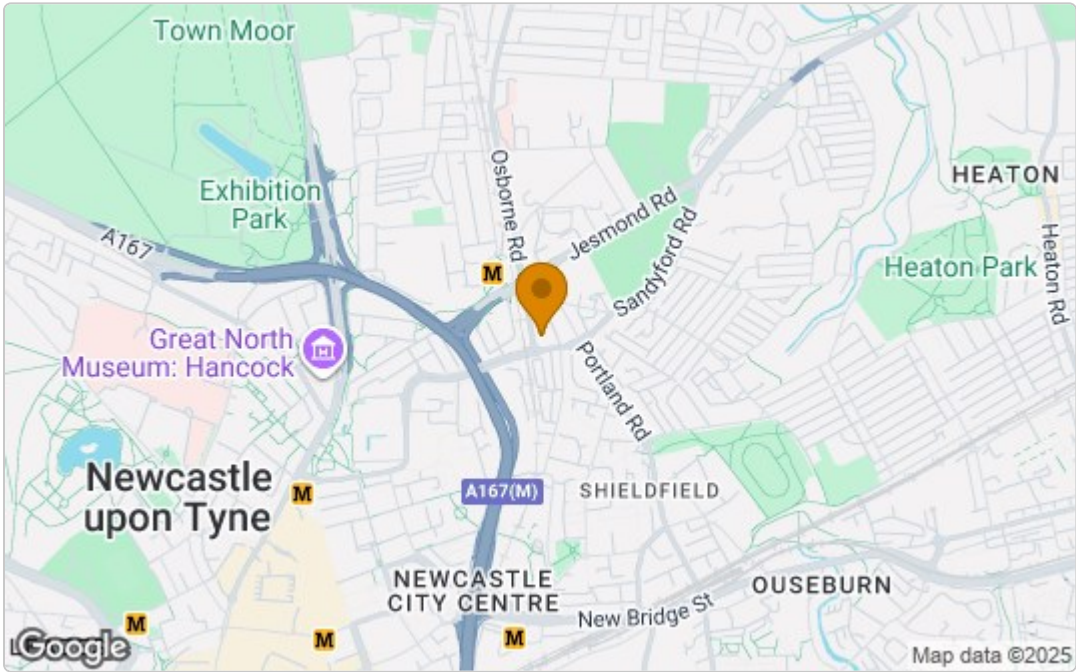 Town Moor
Exhibition
Park
A167
Osborne Rd
Jesmond Rd
Sandyford Rd
HEATON
Heaton Rd
Heaton Park
M
Great North
Museum: Hancock
Portland Rd
Newcastle
upon Tyne
M
A167(M)
SHIELDFIELD
NEWCASTLE
CITY CENTRE
OUSEBURN
New Bridge St
M
M
M
Google
Map data ©2025